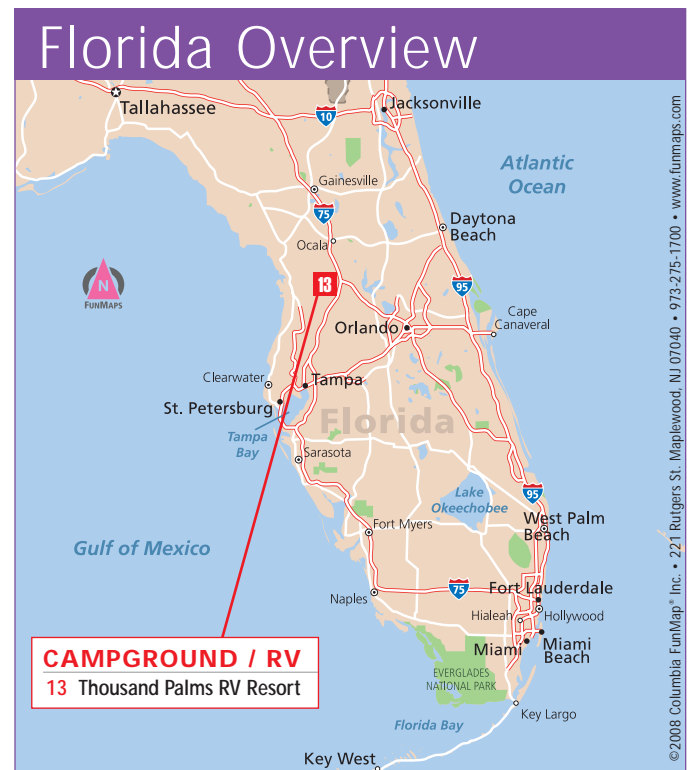 Florida Overview
Tallahassee
10
Jacksonville
Atlantic
Ocean
Gainesville
75
Daytona
Beach
Ocala
N
FUNMAPS
13
95
Cape
Canaveral
Orlando
Clearwater
Tampa
St. Petersburg
Florida
Tampa
Bay
Sarasota
Lake
Okeechobee
95
West Palm
Beach
Fort Myers
Gulf of Mexico
Naples
75
Fort Lauderdale
Hialeah
Hollywood
Miami
Miami
Beach
EVERGLADES
NATIONAL PARK
CAMPGROUND / RV
13 Thousand Palms RV Resort
Key Largo
Florida Bay
Key West
©2008 Columbia FunMap® Inc. • 221 Rutgers St. Maplewood, NJ 07040 • 973-275-1700 • www.funmaps.com